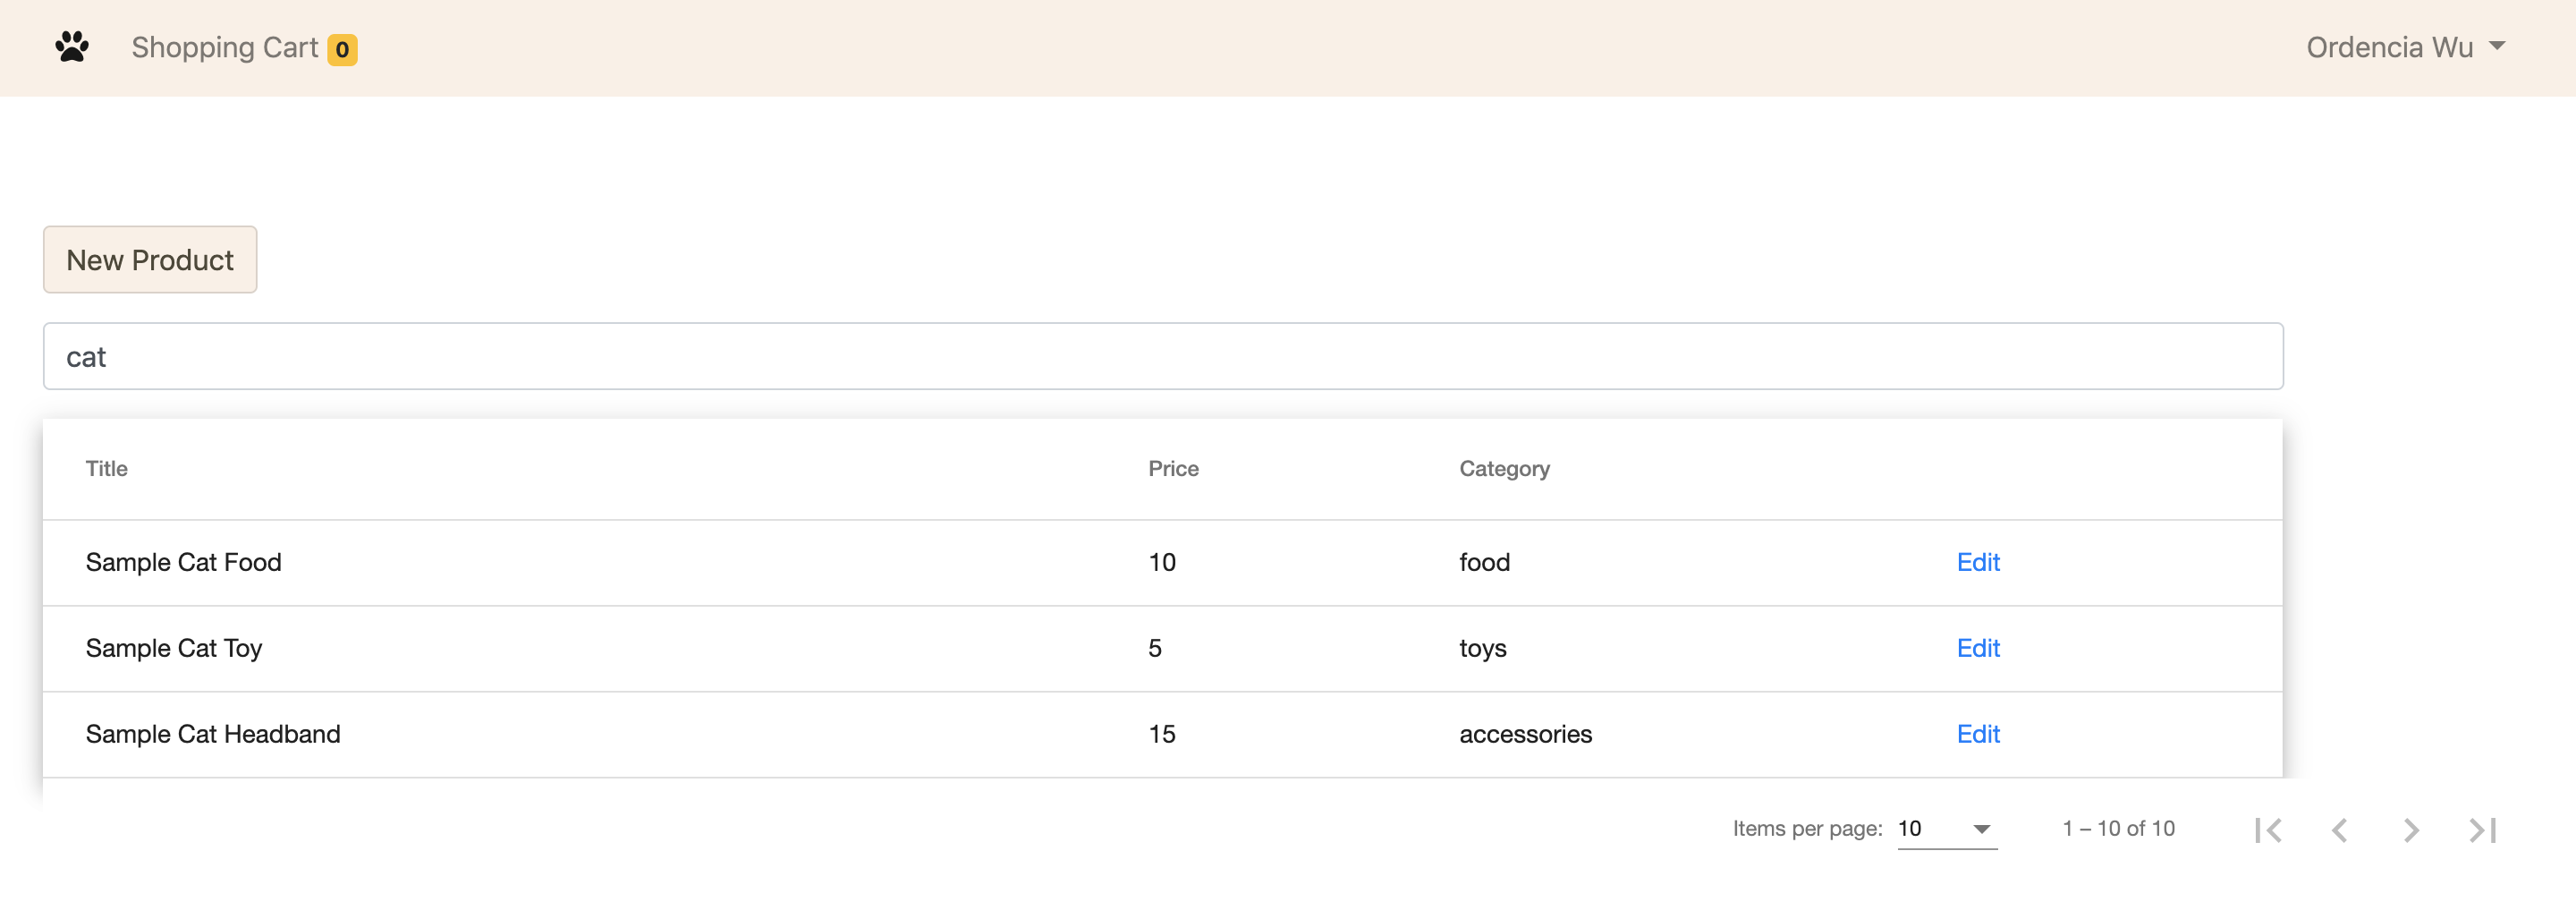 Shopping Cart 0 Ordencia Wu
New Product
cat
Title Price Category
Sample Cat Food 10 food Edit
Sample Cat Toy 5 toys Edit
Sample Cat Headband 15 accessories Edit
Items per page: 10 1 – 10 of 10